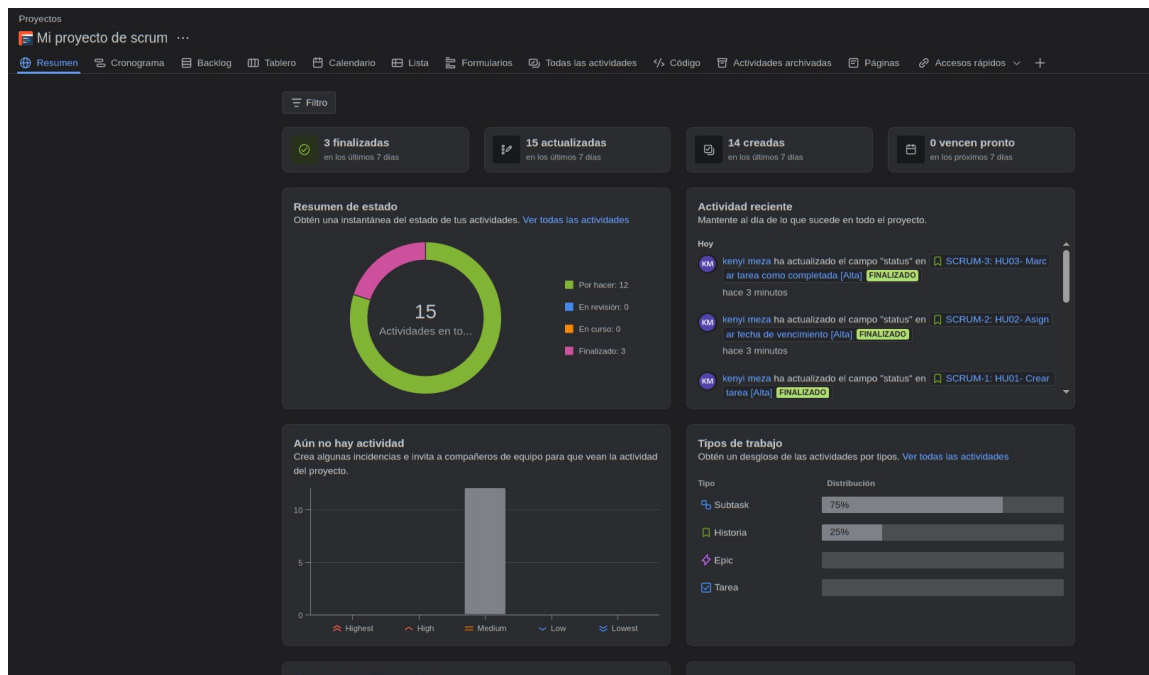 Proyectos
Mi proyecto de scrum ···
Resumen Cronograma Backlog Tablero Calendario Lista Formularios Todas las actividades Código Actividades archivadas Páginas Accesos rápidos
Filtro
3 finalizadas
en los últimos 7 días
15 actualizadas
en los últimos 7 días
14 creadas
en los últimos 7 días
0 vencen pronto
en los próximos 7 días
Resumen de estado
Obtén una instantánea del estado de tus actividades. Ver todas las actividades
15
Actividades en to...
Por hacer: 12
En revisión: 0
En curso: 0
Finalizado: 3
Actividad reciente
Mantente al día de lo que sucede en todo el proyecto.
Hoy
KM kenyi meza ha actualizado el campo "status" en SCRUM-3: HU03- Marc
ar tarea como completada [Alta] FINALIZADO
hace 3 minutos
KM kenyi meza ha actualizado el campo "status" en SCRUM-2: HU02- Asign
ar fecha de vencimiento [Alta] FINALIZADO
hace 3 minutos
KM kenyi meza ha actualizado el campo "status" en SCRUM-1: HU01- Crear
tarea [Alta] FINALIZADO
Aún no hay actividad
Crea algunas incidencias e invita a compañeros de equipo para que vean la actividad
del proyecto.
10
5
0
Highest High Medium Low Lowest
Tipos de trabajo
Obtén un desglose de las actividades por tipos. Ver todas las actividades
Tipo Distribución
Subtask 75%
Historia 25%
Epic
Tarea